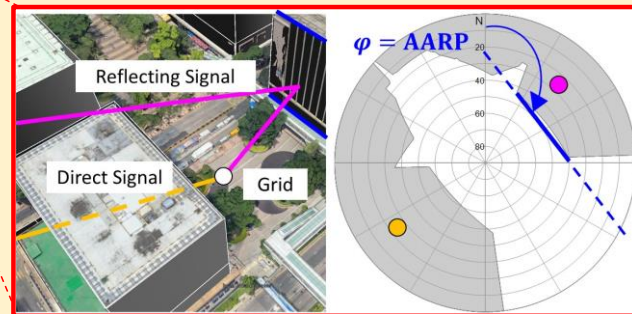 Reflecting Signal
Direct Signal
Grid
φ = AARP
N
20
40
60
80